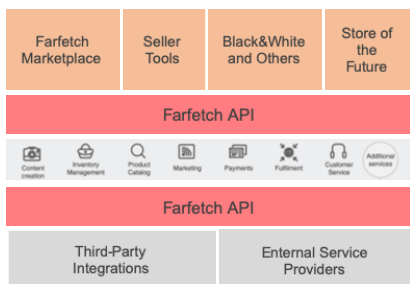 Farfetch Marketplace
Seller Tools
Black&White and Others
Store of the Future
Farfetch API
Content creation
Inventory Management
Product Catalog
Marketing
Payments
Fulfilment
Customer Service
Additional services
Farfetch API
Third-Party Integrations
Enternal Service Providers